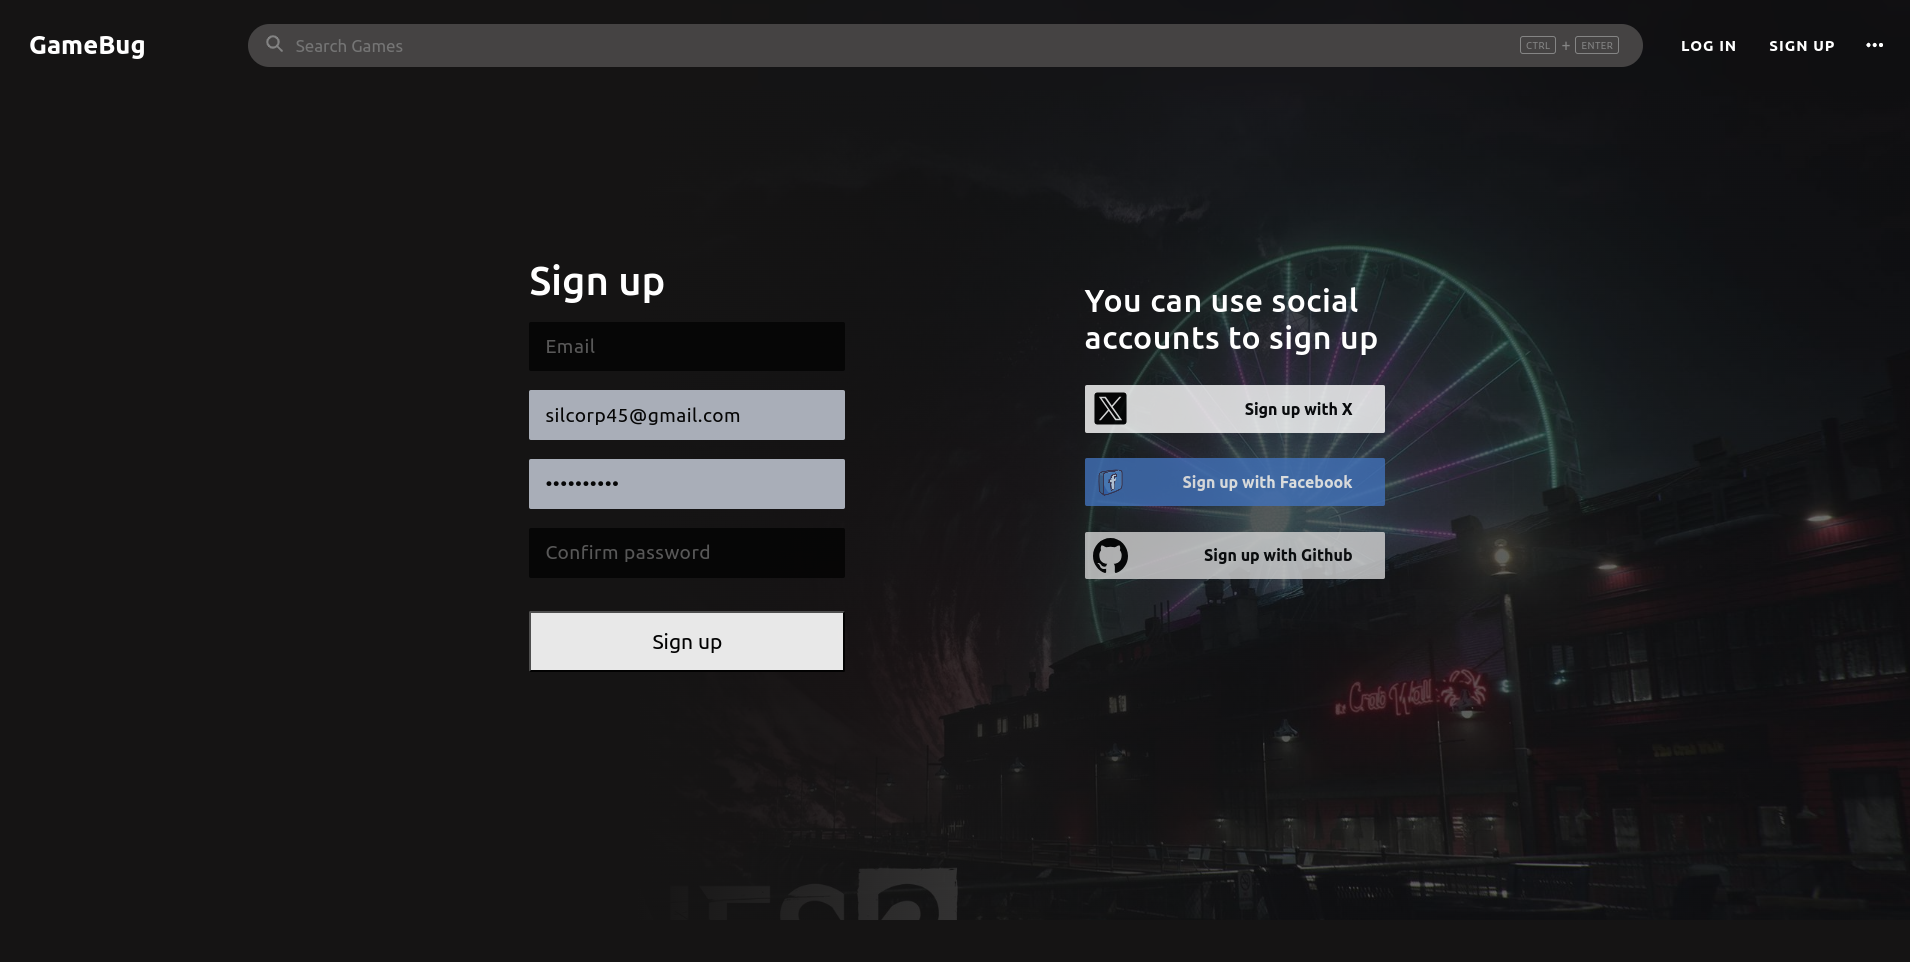 GameBug
Search Games
CTRL + ENTER
LOG IN
SIGN UP
Sign up
Email
silcorp45@gmail.com
••••••••••
Confirm password
Sign up
You can use social
accounts to sign up
Sign up with X
Sign up with Facebook
Sign up with Github